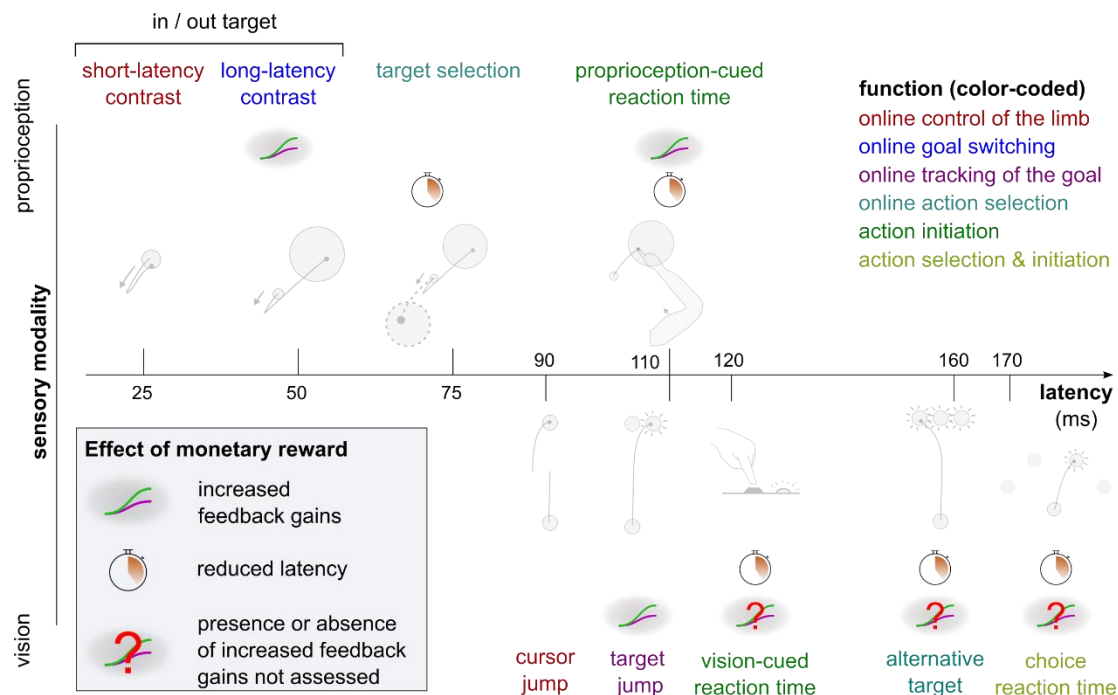 in / out target
short-latency
contrast
long-latency
contrast
target selection
proprioception-cued
reaction time
function (color-coded)
online control of the limb
online goal switching
online tracking of the goal
online action selection
action initiation
action selection & initiation
sensory modality
proprioception
vision
25
50
75
90
110
120
160
170
latency
(ms)
Effect of monetary reward
increased
feedback gains
reduced latency
?
presence or absence
of increased feedback
gains not assessed
?
?
?
cursor
jump
target
jump
vision-cued
reaction time
alternative
target
choice
reaction time